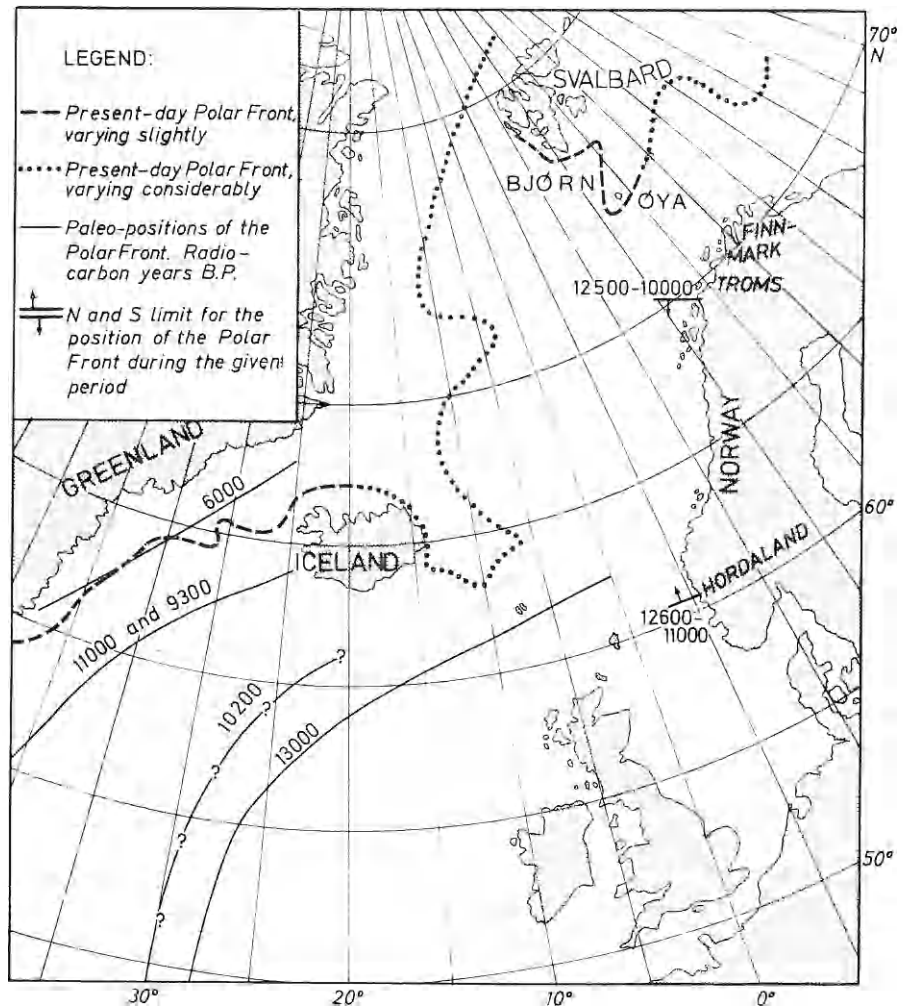 LEGEND:
Present-day Polar Front,
varying slightly
Present-day Polar Front,
varying considerably
Paleo-positions of the
Polar Front. Radio-
carbon years B.P.
N and S limit for the
position of the Polar
Front during the given
period
70°
N
SVALBARD
BJØRN
ØYA
FINN-
MARK
TROMS
12500-10000
NORWAY
GREENLAND
6000
60°
ICELAND
HORDALAND
12600-
11000
11000 and 9300
?
10200
?
13000
?
?
?
50°
30°
20°
10°
0°